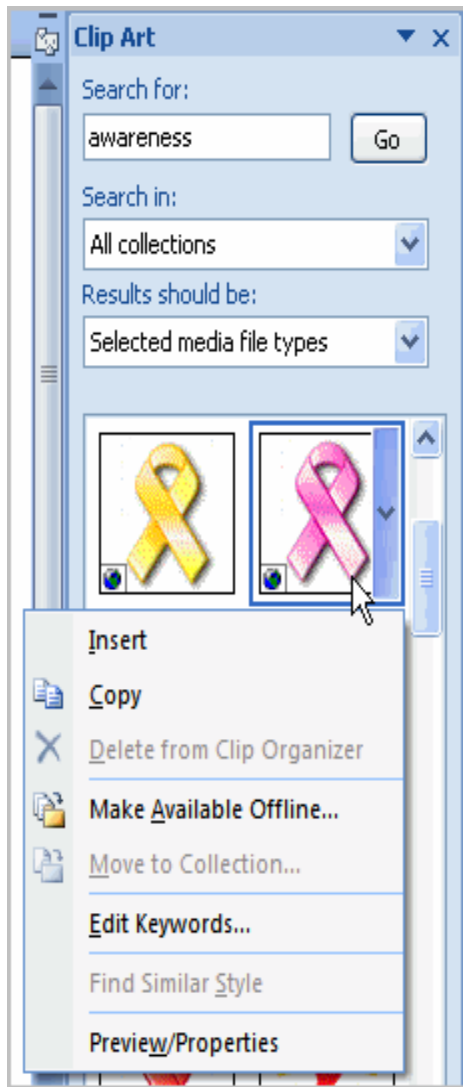 Clip Art
Search for:
awareness
Go
Search in:
All collections
Results should be:
Selected media file types
Insert
Copy
Delete from Clip Organizer
Make Available Offline...
Move to Collection...
Edit Keywords...
Find Similar Style
Preview/Properties